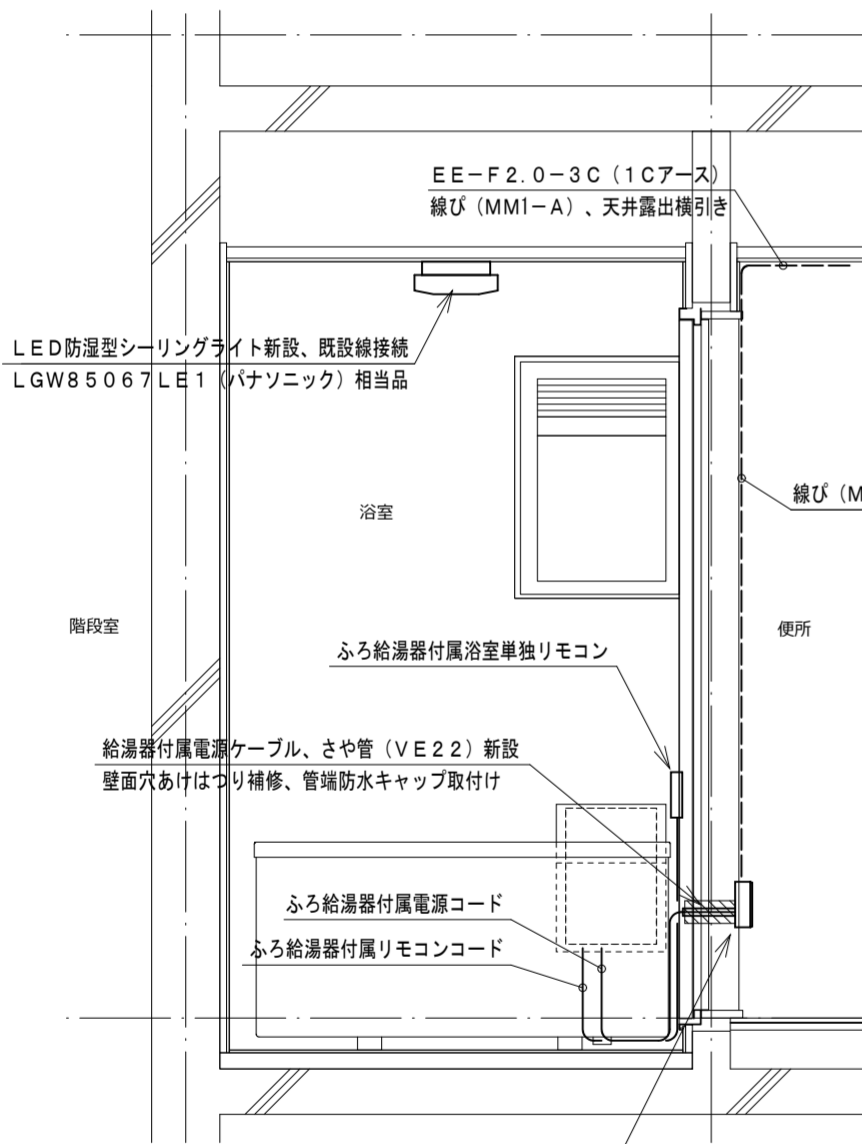 EE-F2.0-3C(1Cアース)
線ぴ(MM1-A)、天井露出横引き
LED防湿型シーリングライト新設、既設線接続
LGW85067LE1(パナソニック)相当品
線ぴ(M
浴室
階段室
便所
ふろ給湯器付属浴室単独リモコン
給湯器付属電源ケーブル、さや管(VE22)新設
壁面穴あけはつり補修、管端防水キャップ取付け
ふろ給湯器付属電源コード
ふろ給湯器付属リモコンコード